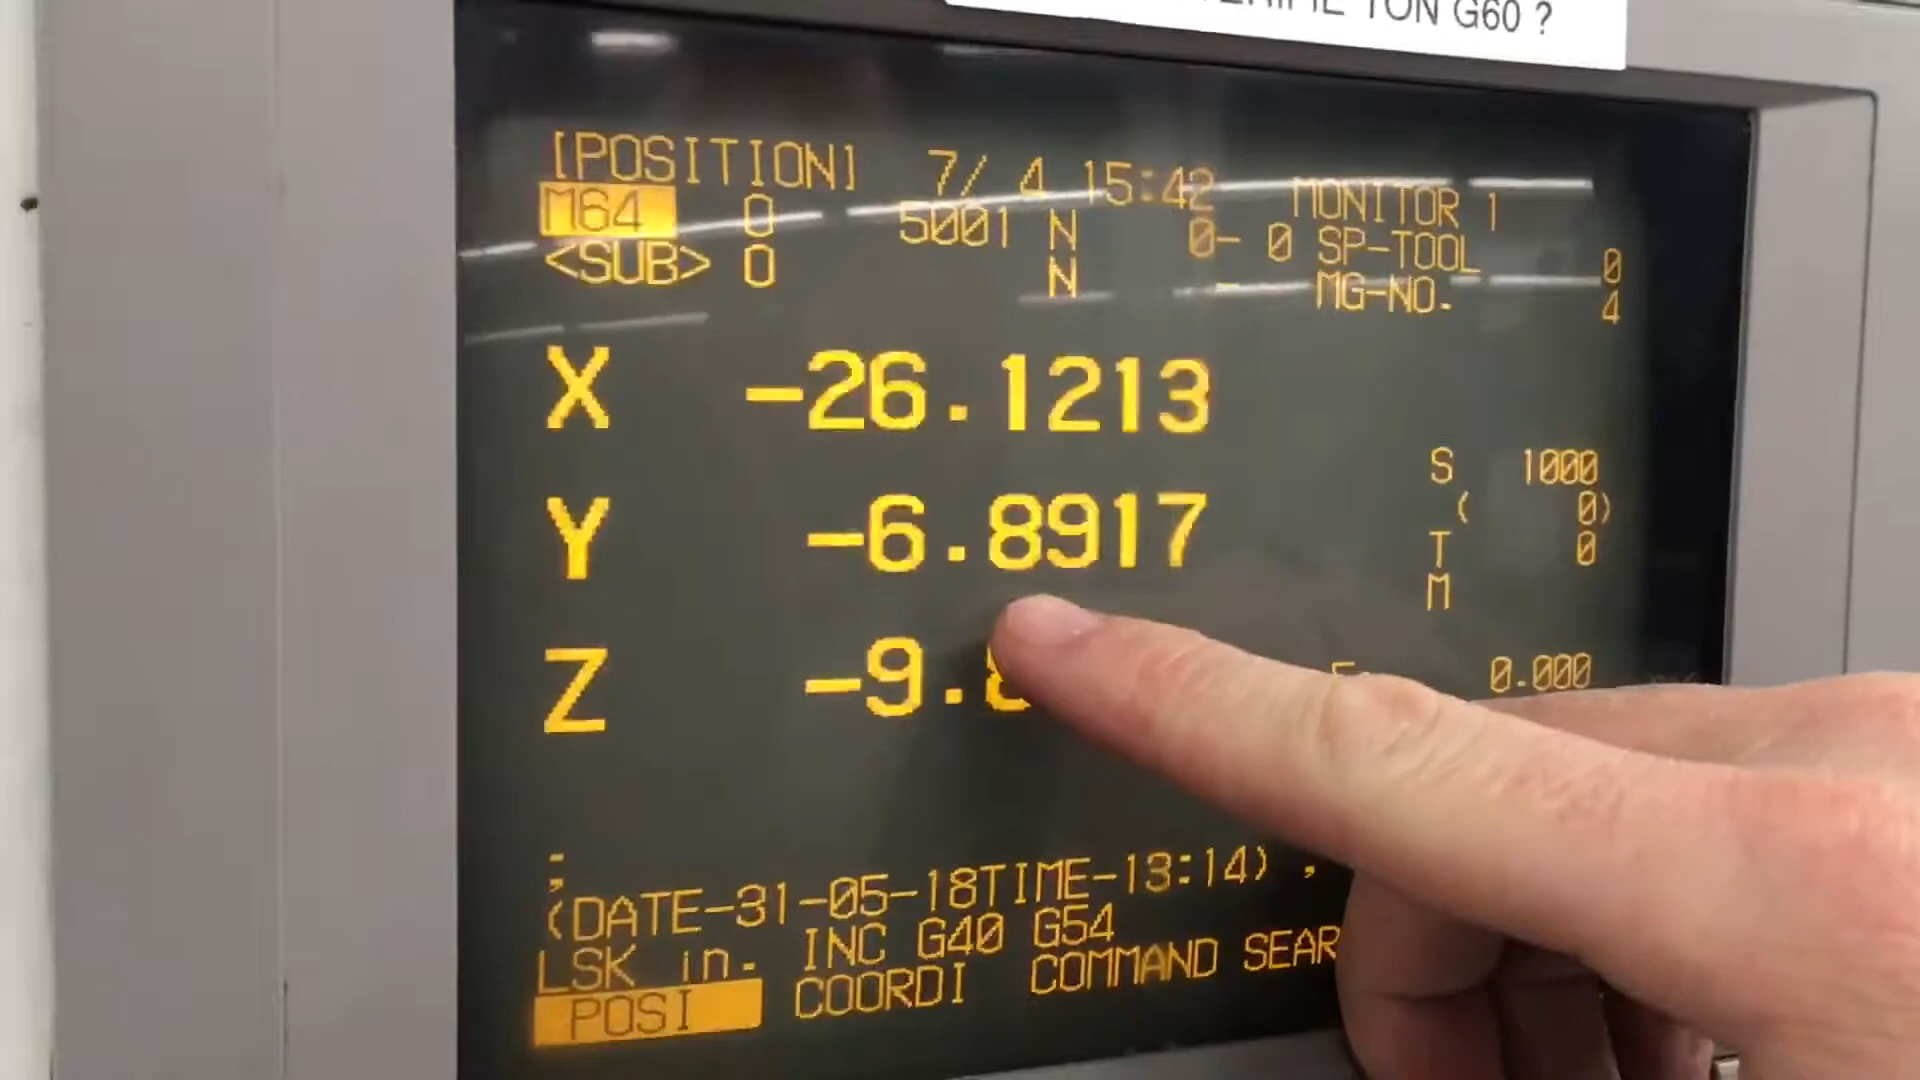 TON G60 ?
[POSITION] 7/ 4 15:42 MONITOR 1
M64 O 5001 N 0- 0 SP-TOOL 0
<SUB> O N - MG-NO. 4
X -26.1213
S 1000
Y -6.8917
( 0)
T 0
M
Z -9.
0.000
;
(DATE-31-05-18TIME-13:14) ,
LSK in. INC G40 G54
POSI COORDI COMMAND SEAR